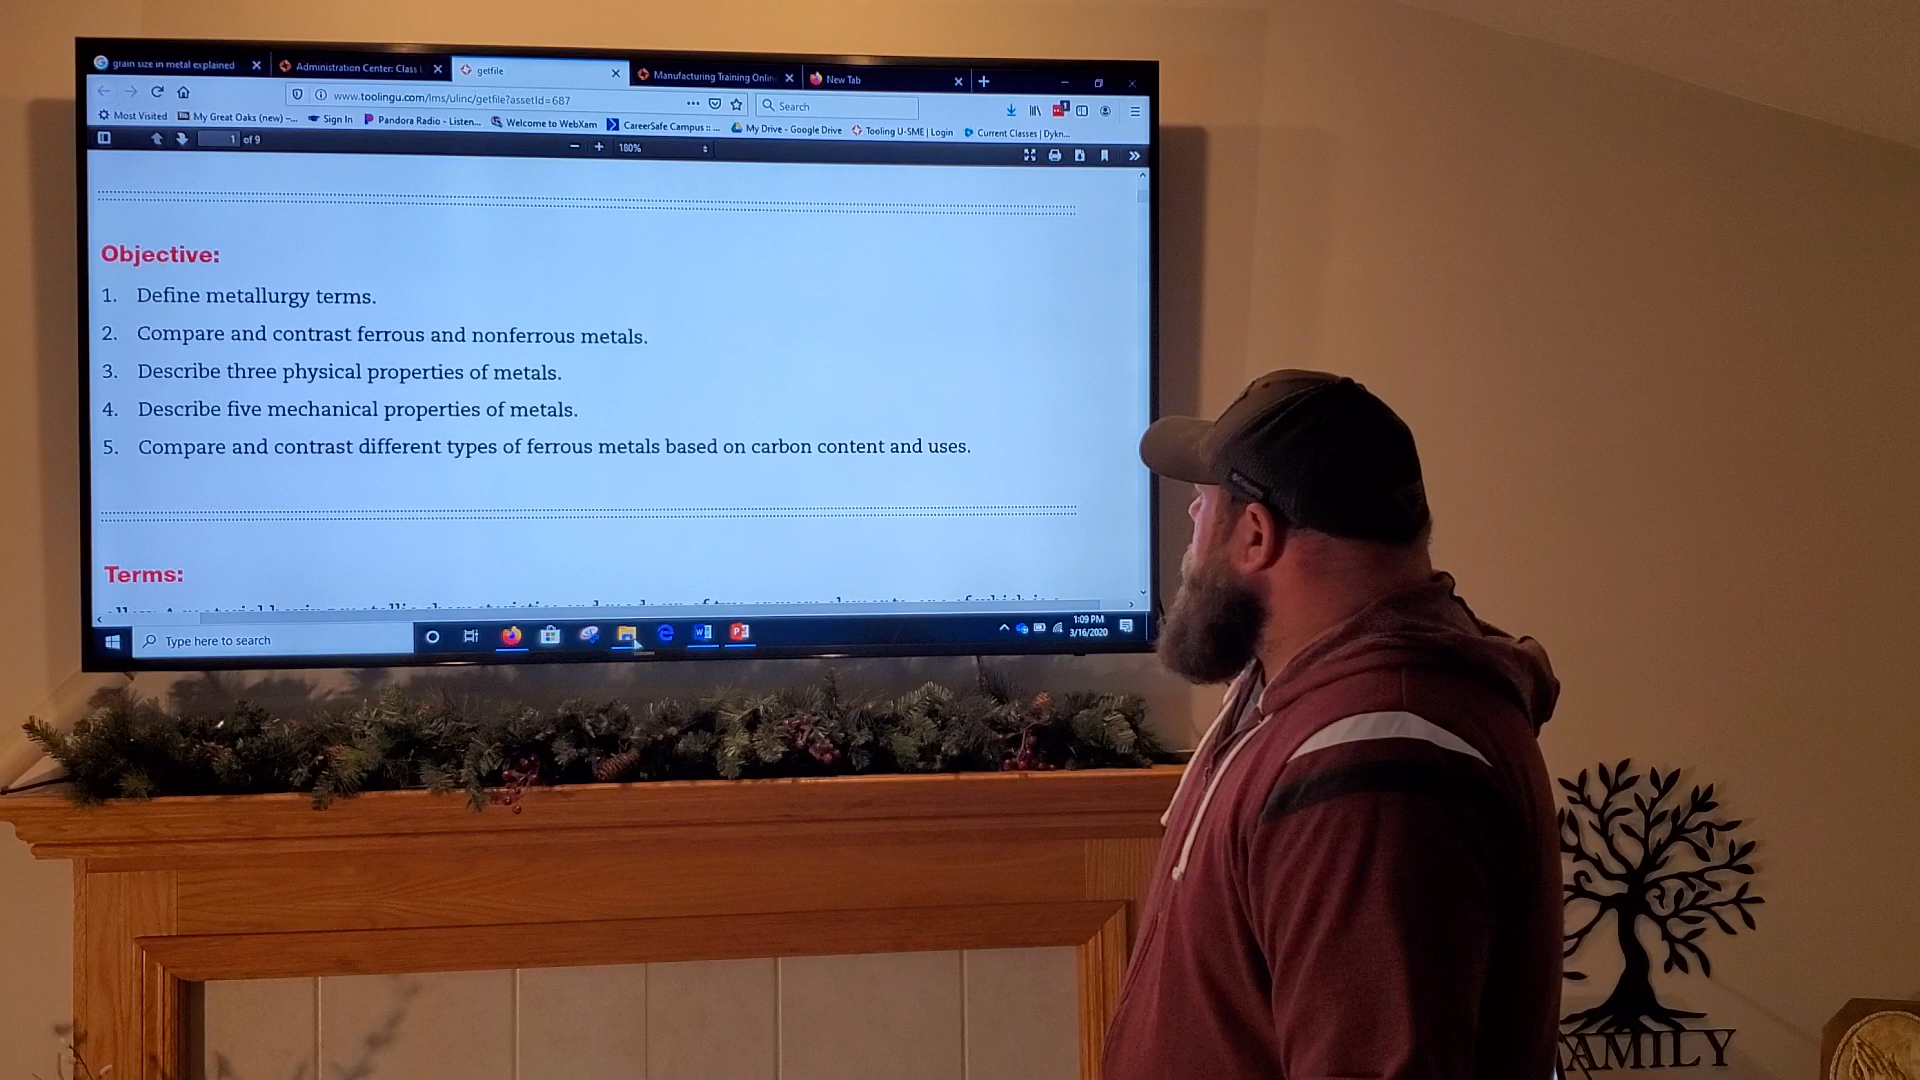 grain size in metal explained
Administration Center: Class
getfile
Manufacturing Training Onlin
New Tab
www.toolingu.com/lms/ulinc/getfile?assetId=687
Search
Most Visited
My Great Oaks (new) –...
Sign In
Pandora Radio - Listen...
Welcome to WebXam
CareerSafe Campus :: ...
My Drive - Google Drive
Tooling U-SME | Login
Current Classes | Dykn...
1 of 9
180%
Objective:
1. Define metallurgy terms.
2. Compare and contrast ferrous and nonferrous metals.
3. Describe three physical properties of metals.
4. Describe five mechanical properties of metals.
5. Compare and contrast different types of ferrous metals based on carbon content and uses.
Terms:
Type here to search
1:09 PM
3/16/2020
FAMILY